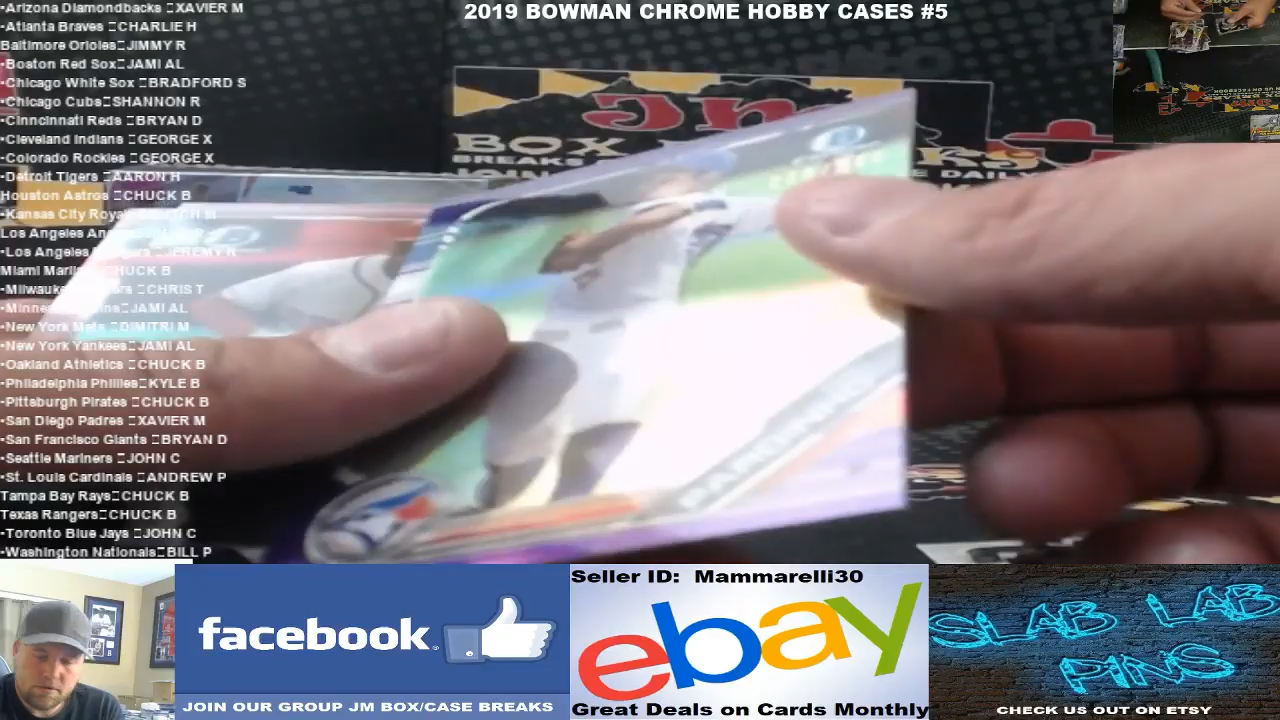 2019 BOWMAN CHROME HOBBY CASES #5
•Arizona Diamondbacks □XAVIER M
•Atlanta Braves □CHARLIE H
Baltimore Orioles□JIMMY R
•Boston Red Sox□JAMI AL
•Chicago White Sox □BRADFORD S
•Chicago Cubs□SHANNON R
•Cinncinnati Reds □BRYAN D
•Cleveland Indians □GEORGE X
•Colorado Rockies □GEORGE X
•Detroit Tigers □AARON H
Houston Astros □CHUCK B
•Kansas City
Los Angeles
•Los Angeles
Miami CHUCK B
CHRIS T
□JAMI AL
•New York Mets □DIMITRI M
•New York Yankees□JAMI AL
•Oakland Athletics □CHUCK B
•Philadelphia Phillies□KYLE B
•Pittsburgh Pirates □CHUCK B
•San Diego Padres □XAVIER M
•San Francisco Giants □BRYAN D
•Seattle Mariners □JOHN C
•St. Louis Cardinals □ANDREW P
Tampa Bay Rays□CHUCK B
Texas Rangers□CHUCK B
•Toronto Blue Jays □JOHN C
•Washington Nationals□BILL P
BOX
BREAKS
DAILY
facebook
JOIN OUR GROUP JM BOX/CASE BREAKS
Seller ID: Mammarelli30
ebay
Great Deals on Cards Monthly
SLAB LAB
PINS
CHECK US OUT ON ETSY